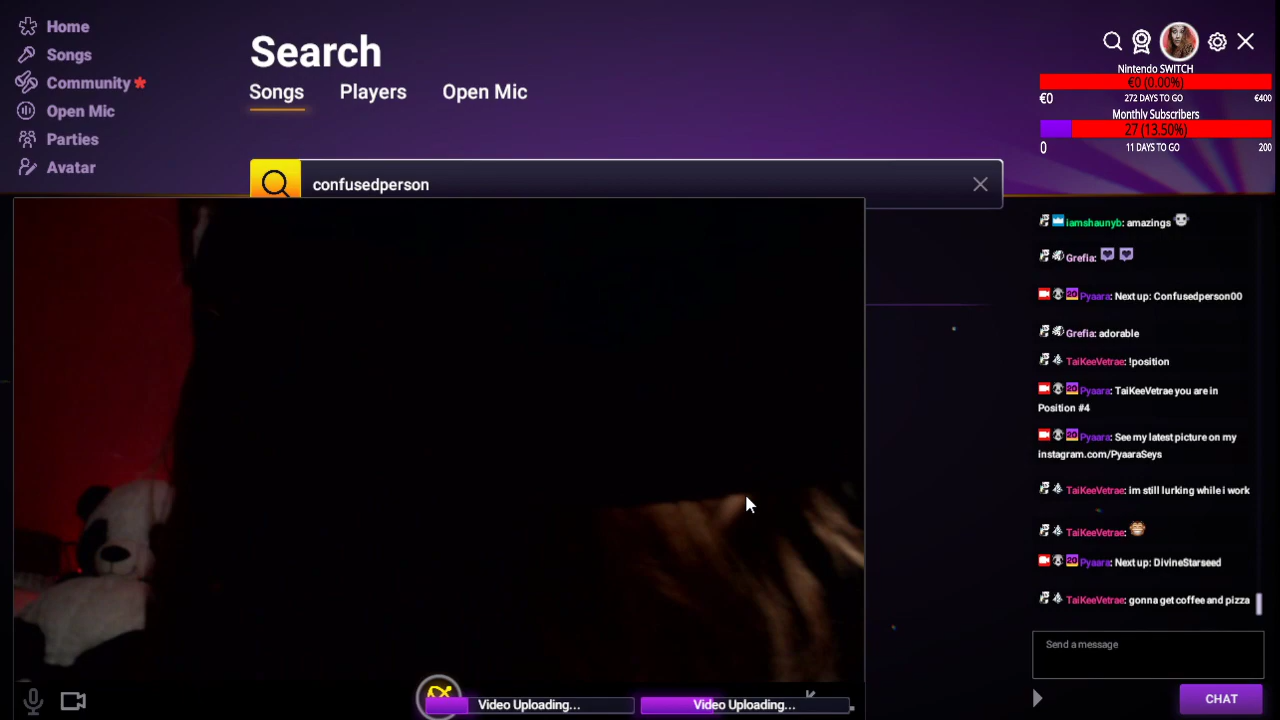 Home
Songs
Community *
Open Mic
Parties
Avatar
Search
Songs Players Open Mic
confusedperson
Nintendo SWITCH
€0 (0.00%)
€0 272 DAYS TO GO €400
Monthly Subscribers
27 (13.50%)
0 11 DAYS TO GO 200
iamshaunyb: amazings
Grefia:
20 Pyaara: Next up: Confusedperson00
Grefia: adorable
TaiKeeVetrae: !position
20 Pyaara: TaiKeeVetrae you are in
Position #4
20 Pyaara: See my latest picture on my
instagram.com/PyaaraSeys
TaiKeeVetrae: im still lurking while i work
TaiKeeVetrae:
20 Pyaara: Next up: DivineStarseed
TaiKeeVetrae: gonna get coffee and pizza
Send a message
CHAT
Video Uploading... Video Uploading...